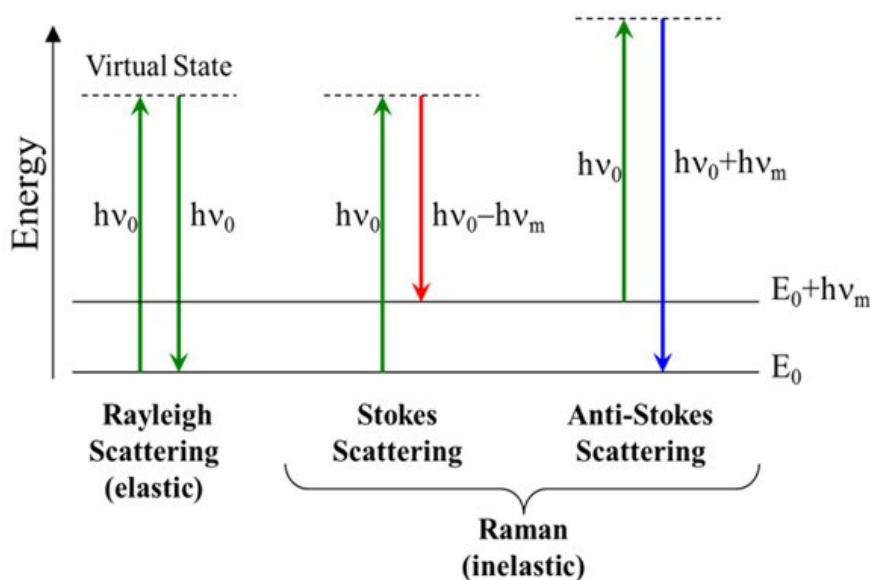 Energy
Virtual State
hν₀
hν₀
hν₀
hν₀–hνₘ
hν₀
hν₀+hνₘ
E₀+hνₘ
E₀
Rayleigh
Scattering
(elastic)
Stokes
Scattering
Anti-Stokes
Scattering
Raman
(inelastic)